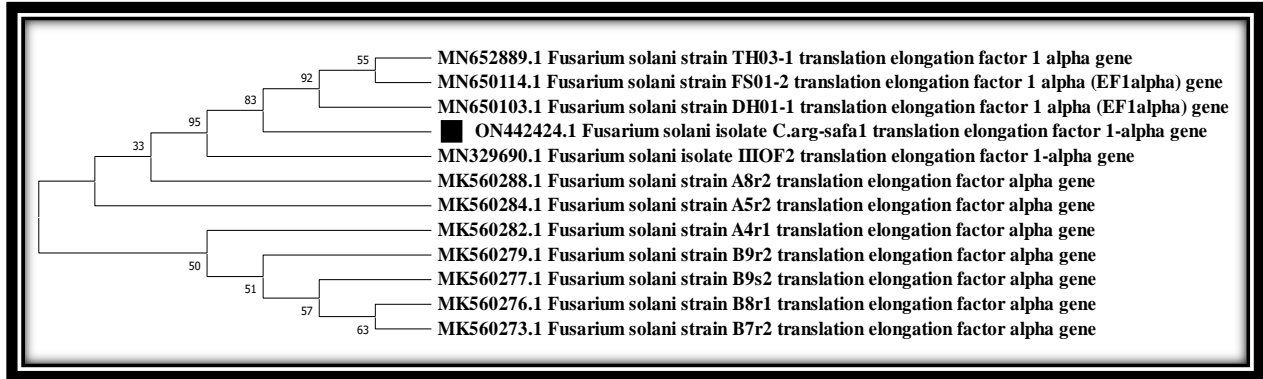 55
MN652889.1 Fusarium solani strain TH03-1 translation elongation factor 1 alpha gene
92
MN650114.1 Fusarium solani strain FS01-2 translation elongation factor 1 alpha (EF1alpha) gene
83
MN650103.1 Fusarium solani strain DH01-1 translation elongation factor 1 alpha (EF1alpha) gene
95
ON442424.1 Fusarium solani isolate C.arg-safa1 translation elongation factor 1-alpha gene
33
MN329690.1 Fusarium solani isolate IIIOF2 translation elongation factor 1-alpha gene
MK560288.1 Fusarium solani strain A8r2 translation elongation factor alpha gene
MK560284.1 Fusarium solani strain A5r2 translation elongation factor alpha gene
MK560282.1 Fusarium solani strain A4r1 translation elongation factor alpha gene
50
MK560279.1 Fusarium solani strain B9r2 translation elongation factor alpha gene
51
MK560277.1 Fusarium solani strain B9s2 translation elongation factor alpha gene
57
MK560276.1 Fusarium solani strain B8r1 translation elongation factor alpha gene
63
MK560273.1 Fusarium solani strain B7r2 translation elongation factor alpha gene